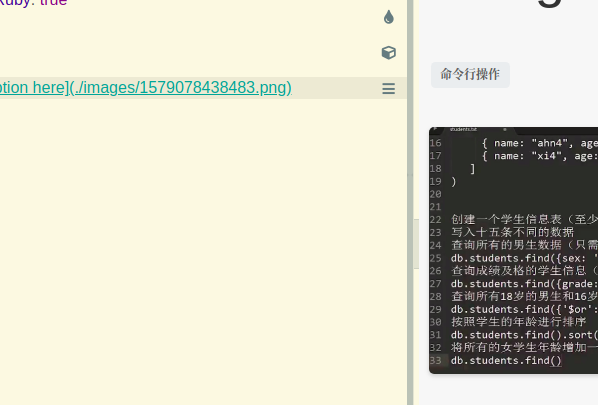 Ruby: true
ption here](./images/1579078438483.png)
命令行操作
students.txt
16 { name: "ahn4", age
17 { name: "xi4", age:
18 ]
19 )
20
21
22 创建一个学生信息表（至少
23 写入十五条不同的数据
24 查询所有的男生数据（只需
25 db.students.find({sex: '
26 查询成绩及格的学生信息（
27 db.students.find({grade:
28 查询所有18岁的男生和16岁
29 db.students.find({'$or':
30 按照学生的年龄进行排序
31 db.students.find().sort(
32 将所有的女学生年龄增加一
33 db.students.find()